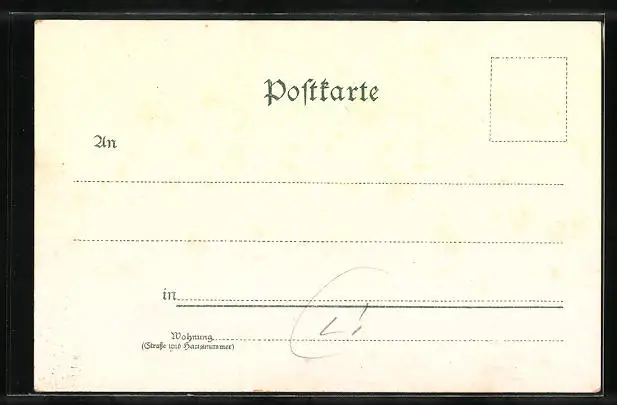 Postkarte
An
in
Wohnung
(Straße und Hausnummer)